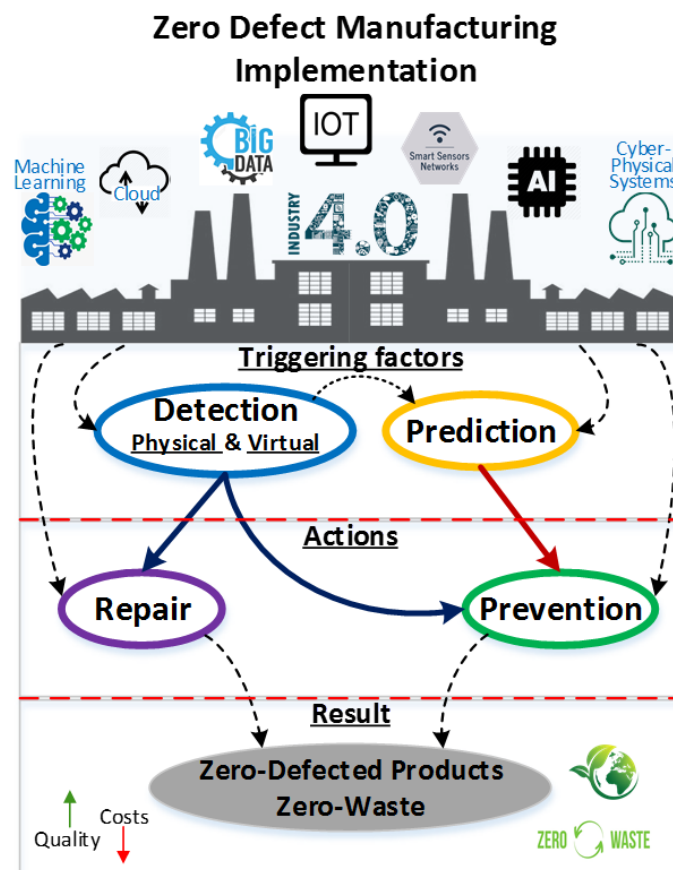 Zero Defect Manufacturing
Implementation
Machine
Learning
Cloud
BIG
DATA
IOT
Smart Sensors
Networks
AI
Cyber-
Physical
Systems
INDUSTRY
4.0
Triggering factors
Detection
Physical & Virtual
Prediction
Actions
Repair
Prevention
Result
Zero-Defected Products
Zero-Waste
Quality
Costs
ZERO WASTE